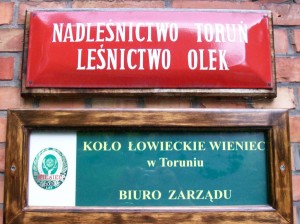 NADLEŚNICTWO TORUŃ
LEŚNICTWO OLEK
KOŁO ŁOWIECKIE WIENIEC
w Toruniu
BIURO ZARZĄDU